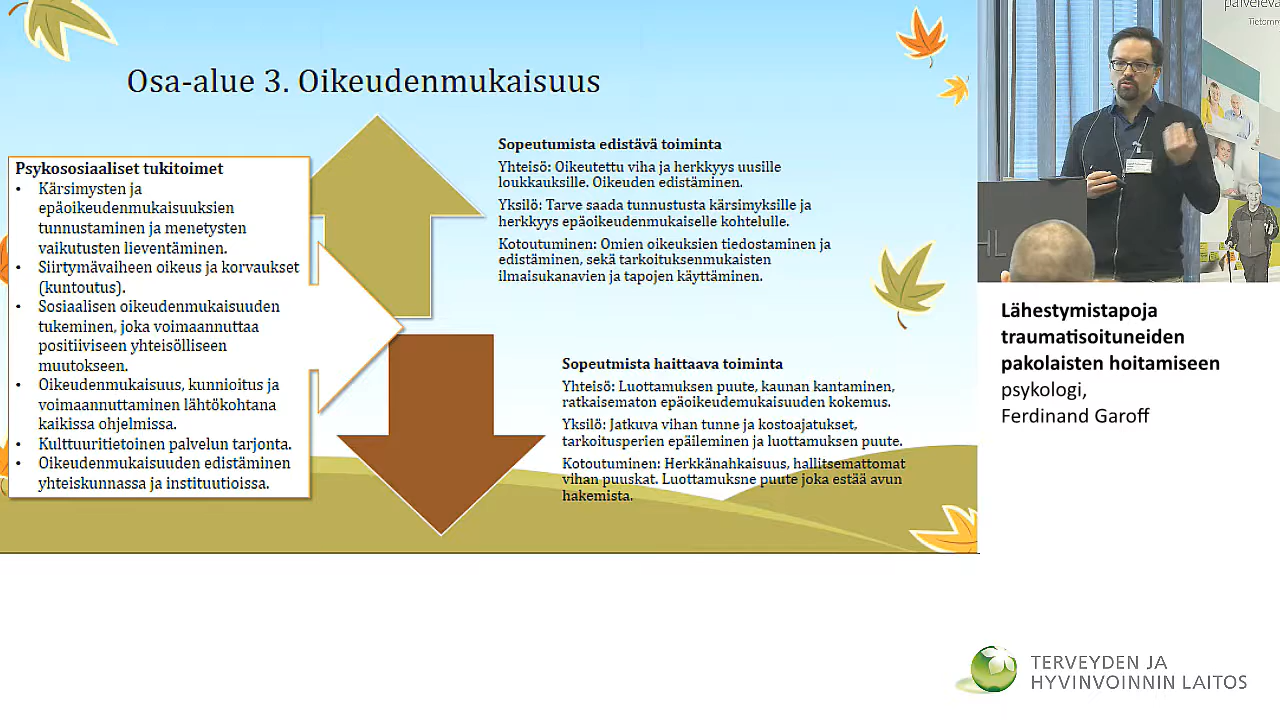 Osa-alue 3. Oikeudenmukaisuus
Psykososiaaliset tukitoimet
• Kärsimysten ja
epäoikeudenmukaisuuksien
tunnustaminen ja menetysten
vaikutusten lieventäminen.
• Siirtymävaiheen oikeus ja korvaukset
(kuntoutus).
• Sosiaalisen oikeudenmukaisuuden
tukeminen, joka voimaannuttaa
positiiviseen yhteisölliseen
muutokseen.
• Oikeudenmukaisuus, kunnioitus ja
voimaannuttaminen lähtökohtana
kaikissa ohjelmissa.
• Kulttuuritietoinen palvelun tarjonta.
• Oikeudenmukaisuuden edistäminen
yhteiskunnassa ja instituutioissa.
Sopeutumista edistävä toiminta
Yhteisö: Oikeutettu viha ja herkkyys uusille
loukkauksille. Oikeuden edistäminen.
Yksilö: Tarve saada tunnustusta kärsimyksille ja
herkkyys epäoikeudenmukaiselle kohtelulle.
Kotoutuminen: Omien oikeuksien tiedostaminen ja
edistäminen, sekä tarkoituksenmukaisten
ilmaisukanavien ja tapojen käyttäminen.
Sopeutmista haittaava toiminta
Yhteisö: Luottamuksen puute, kaunan kantaminen,
ratkaisematon epäoikeudemukaisuuden kokemus.
Yksilö: Jatkuva vihan tunne ja kostoajatukset,
tarkoitusperien epäileminen ja luottamuksen puute.
Kotoutuminen: Herkkänahkaisuus, hallitsemattomat
vihan puuskat. Luottamuksne puute joka estää avun
hakemista.
palveleva
HL
Lähestymistapoja
traumatisoituneiden
pakolaisten hoitamiseen
psykologi,
Ferdinand Garoff
TERVEYDEN JA
HYVINVOINNIN LAITOS